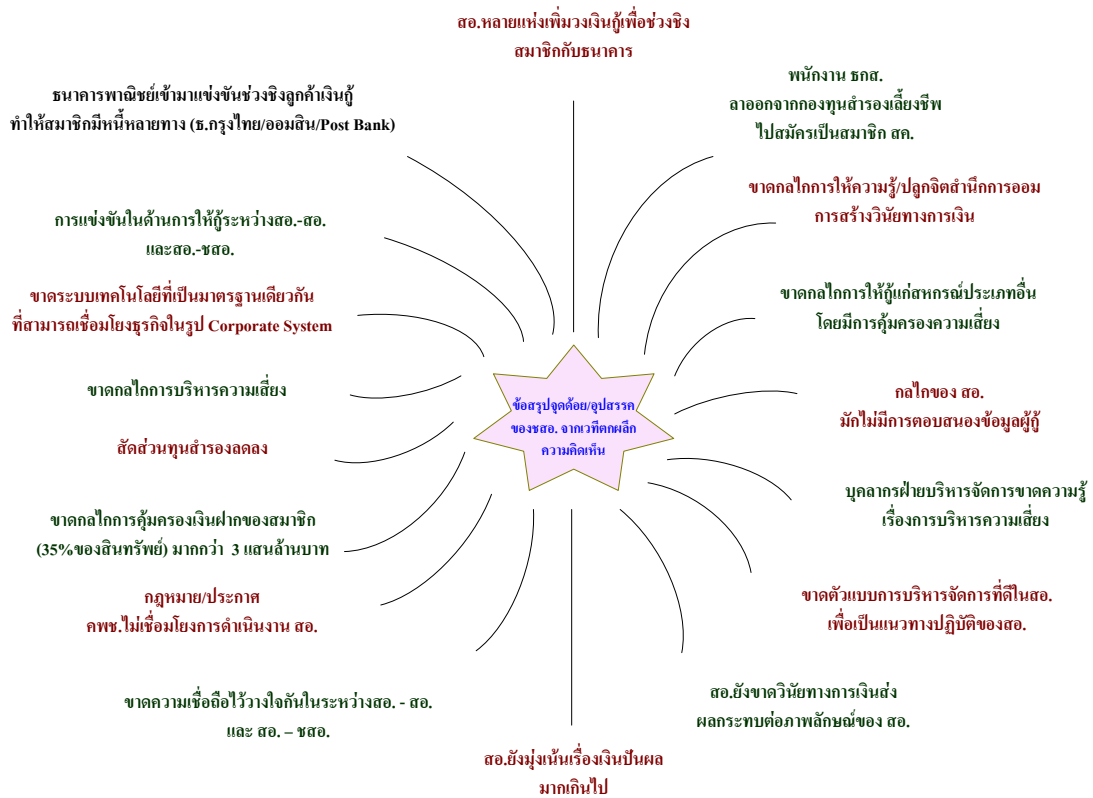 สอ.หลายแห่งเพิ่มวงเงินกู้เพื่อช่วงชิง
สมาชิกกับธนาคาร
พนักงาน ธกส.
ลาออกจากกองทุนสำรองเลี้ยงชีพ
ไปสมัครเป็นสมาชิก สค.
ธนาคารพาณิชย์เข้ามาแข่งขันช่วงชิงลูกค้าเงินกู้
ทำให้สมาชิกมีหนี้หลายทาง (ธ.กรุงไทย/ออมสิน/Post Bank)
ขาดกลไกการให้ความรู้/ปลูกจิตสำนึกการออม
การสร้างวินัยทางการเงิน
การแข่งขันในด้านการให้กู้ระหว่างสอ.-สอ.
และสอ.-ชสอ.
ขาดกลไกการให้กู้แก่สหกรณ์ประเภทอื่น
โดยมีการคุ้มครองความเสี่ยง
ขาดระบบเทคโนโลยีที่เป็นมาตรฐานเดียวกัน
ที่สามารถเชื่อมโยงธุรกิจในรูป Corporate System
ขาดกลไกการบริหารความเสี่ยง
กลไกของ สอ.
มักไม่มีการตอบสนองข้อมูลผู้กู้
ข้อสรุปจุดด้อย/อุปสรรค
ของชสอ. จากเวทีตกผลึก
ความคิดเห็น
สัดส่วนทุนสำรองลดลง
บุคลากรฝ่ายบริหารจัดการขาดความรู้
เรื่องการบริหารความเสี่ยง
ขาดกลไกการคุ้มครองเงินฝากของสมาชิก
(35%ของสินทรัพย์) มากกว่า 3 แสนล้านบาท
ขาดตัวแบบการบริหารจัดการที่ดีในสอ.
เพื่อเป็นแนวทางปฏิบัติของสอ.
กฎหมาย/ประกาศ
คพช.ไม่เชื่อมโยงการดำเนินงาน สอ.
สอ.ยังขาดวินัยทางการเงินส่ง
ผลกระทบต่อภาพลักษณ์ของ สอ.
ขาดความเชื่อถือไว้วางใจกันในระหว่างสอ. - สอ.
และ สอ. – ชสอ.
สอ.ยังมุ่งเน้นเรื่องเงินปันผล
มากเกินไป